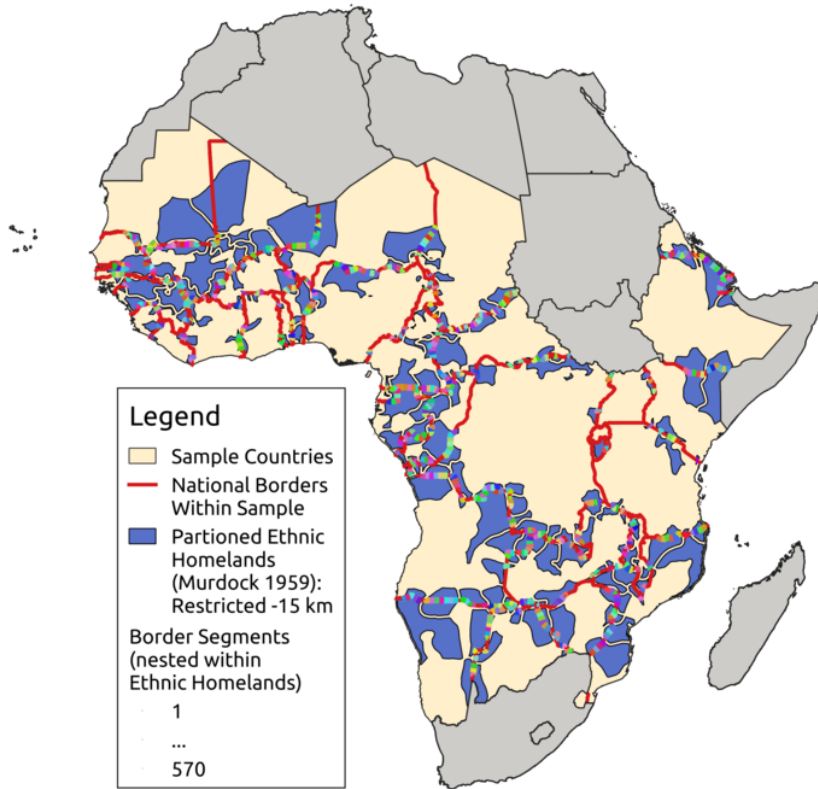 Legend
Sample Countries
National Borders
Within Sample
Partioned Ethnic
Homelands
(Murdock 1959):
Restricted -15 km
Border Segments
(nested within
Ethnic Homelands)
1
...
570